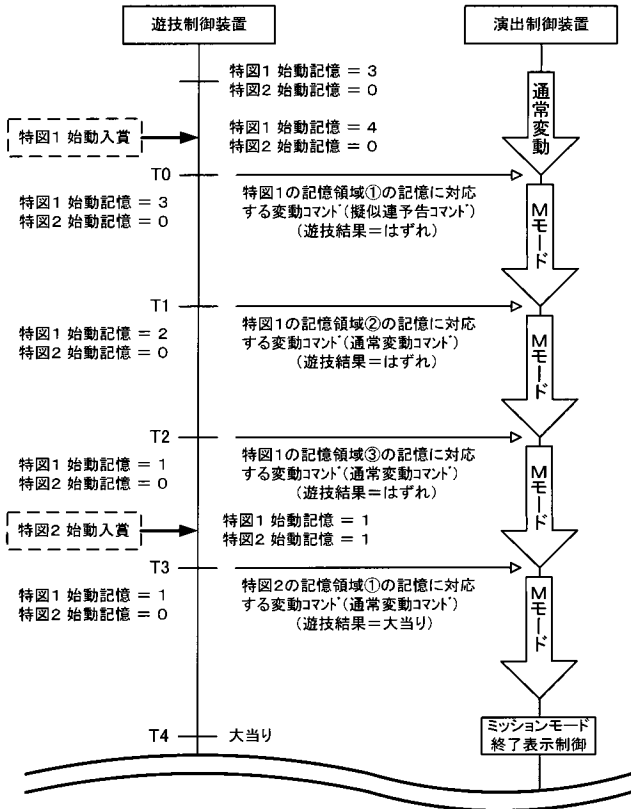 遊技制御装置
演出制御装置
特図1 始動記憶 = 3
特図2 始動記憶 = 0
通常変動
特図1 始動入賞
特図1 始動記憶 = 4
特図2 始動記憶 = 0
T0
特図1 始動記憶 = 3
特図2 始動記憶 = 0
特図1の記憶領域①の記憶に対応
する変動コマンド(擬似連予告コマンド)
(遊技結果=はずれ)
Mモード
T1
特図1 始動記憶 = 2
特図2 始動記憶 = 0
特図1の記憶領域②の記憶に対応
する変動コマンド(通常変動コマンド)
(遊技結果=はずれ)
Mモード
T2
特図1 始動記憶 = 1
特図2 始動記憶 = 0
特図1の記憶領域③の記憶に対応
する変動コマンド(通常変動コマンド)
(遊技結果=はずれ)
Mモード
特図2 始動入賞
特図1 始動記憶 = 1
特図2 始動記憶 = 1
T3
特図1 始動記憶 = 1
特図2 始動記憶 = 0
特図2の記憶領域①の記憶に対応
する変動コマンド(通常変動コマンド)
(遊技結果=大当り)
Mモード
T4
大当り
ミッションモード
終了表示制御